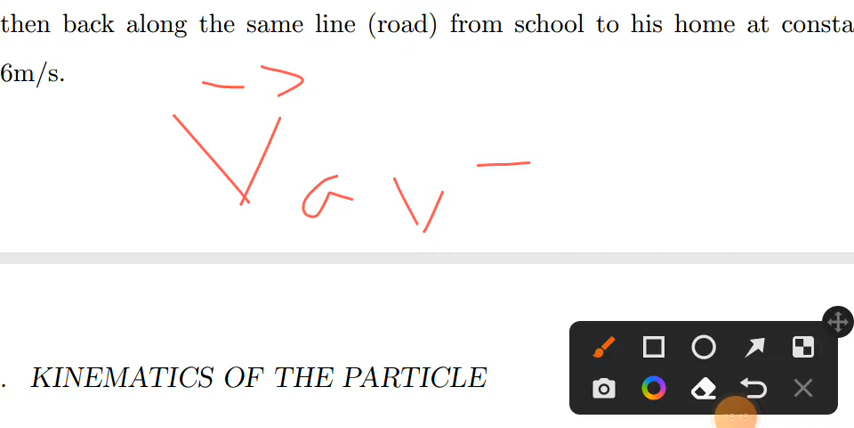 then back along the same line (road) from school to his home at consta
6m/s.
V⃗ av -
. KINEMATICS OF THE PARTICLE